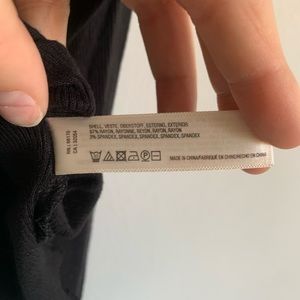 SHELL, VESTE, OBERSTOFF, ESTERNO, EXTERIOR
97% RAYON, RAYONNE, REYON, RAYON, RAYON
3% SPANDEX, SPANDEX, SPANDEX, SPANDEX, SPANDEX
MADE IN CHINA/FABRIQUÉ EN CHINE/HECHO EN CHINA